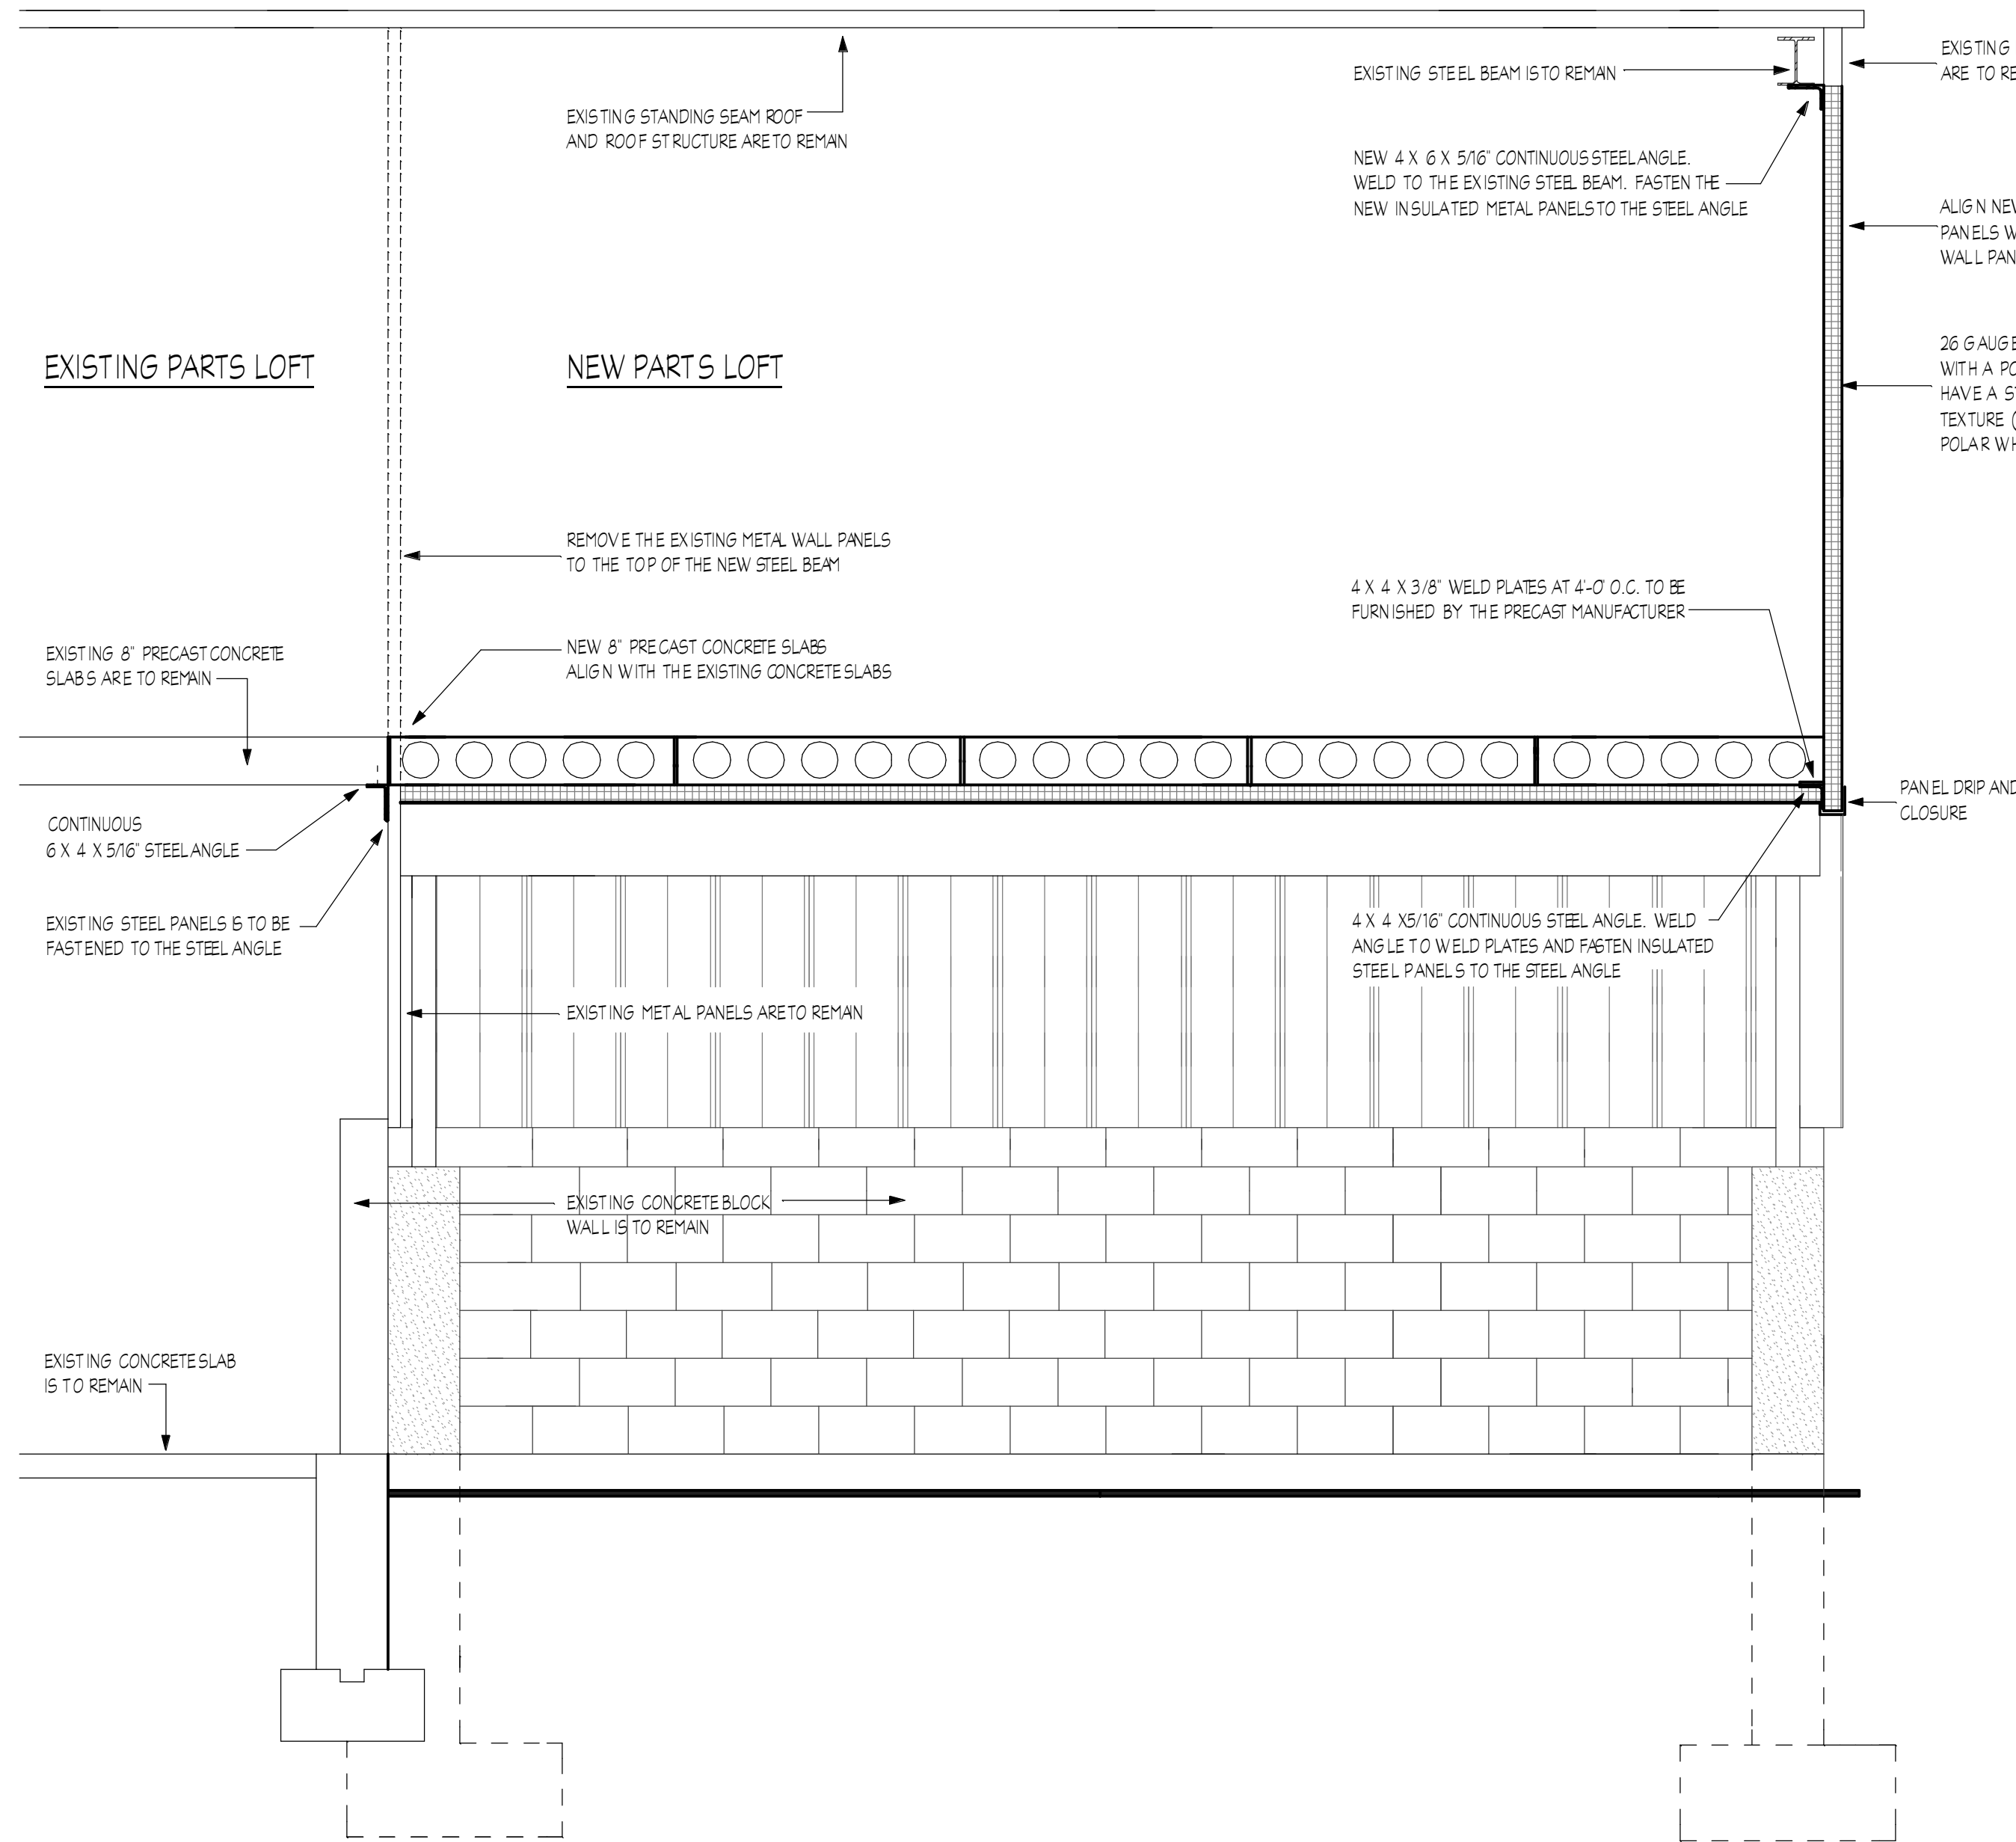 EXISTING STEEL BEAM IS TO REMAIN
EXISTING
ARE TO RE
EXISTING STANDING SEAM ROOF
AND ROOF STRUCTURE ARE TO REMAIN
NEW 4 X 6 X 5/16" CONTINUOUS STEEL ANGLE.
WELD TO THE EXISTING STEEL BEAM. FASTEN THE
NEW INSULATED METAL PANELS TO THE STEEL ANGLE
ALIGN NEW
PANELS W
WALL PAN
26 GAUGE
WITH A PO
HAVE A ST
TEXTURE (
POLAR WH
EXISTING PARTS LOFT
NEW PARTS LOFT
REMOVE THE EXISTING METAL WALL PANELS
TO THE TOP OF THE NEW STEEL BEAM
4 X 4 X 3/8" WELD PLATES AT 4'-0" O.C. TO BE
FURNISHED BY THE PRECAST MANUFACTURER
EXISTING 8" PRECAST CONCRETE
SLABS ARE TO REMAIN
NEW 8" PRECAST CONCRETE SLABS
ALIGN WITH THE EXISTING CONCRETE SLABS
PANEL DRIP AND
CLOSURE
CONTINUOUS
6 X 4 X 5/16" STEEL ANGLE
EXISTING STEEL PANELS IS TO BE
FASTENED TO THE STEEL ANGLE
4 X 4 X5/16" CONTINUOUS STEEL ANGLE. WELD
ANGLE TO WELD PLATES AND FASTEN INSULATED
STEEL PANELS TO THE STEEL ANGLE
EXISTING METAL PANELS ARE TO REMAIN
EXISTING CONCRETE BLOCK
WALL IS TO REMAIN
EXISTING CONCRETE SLAB
IS TO REMAIN